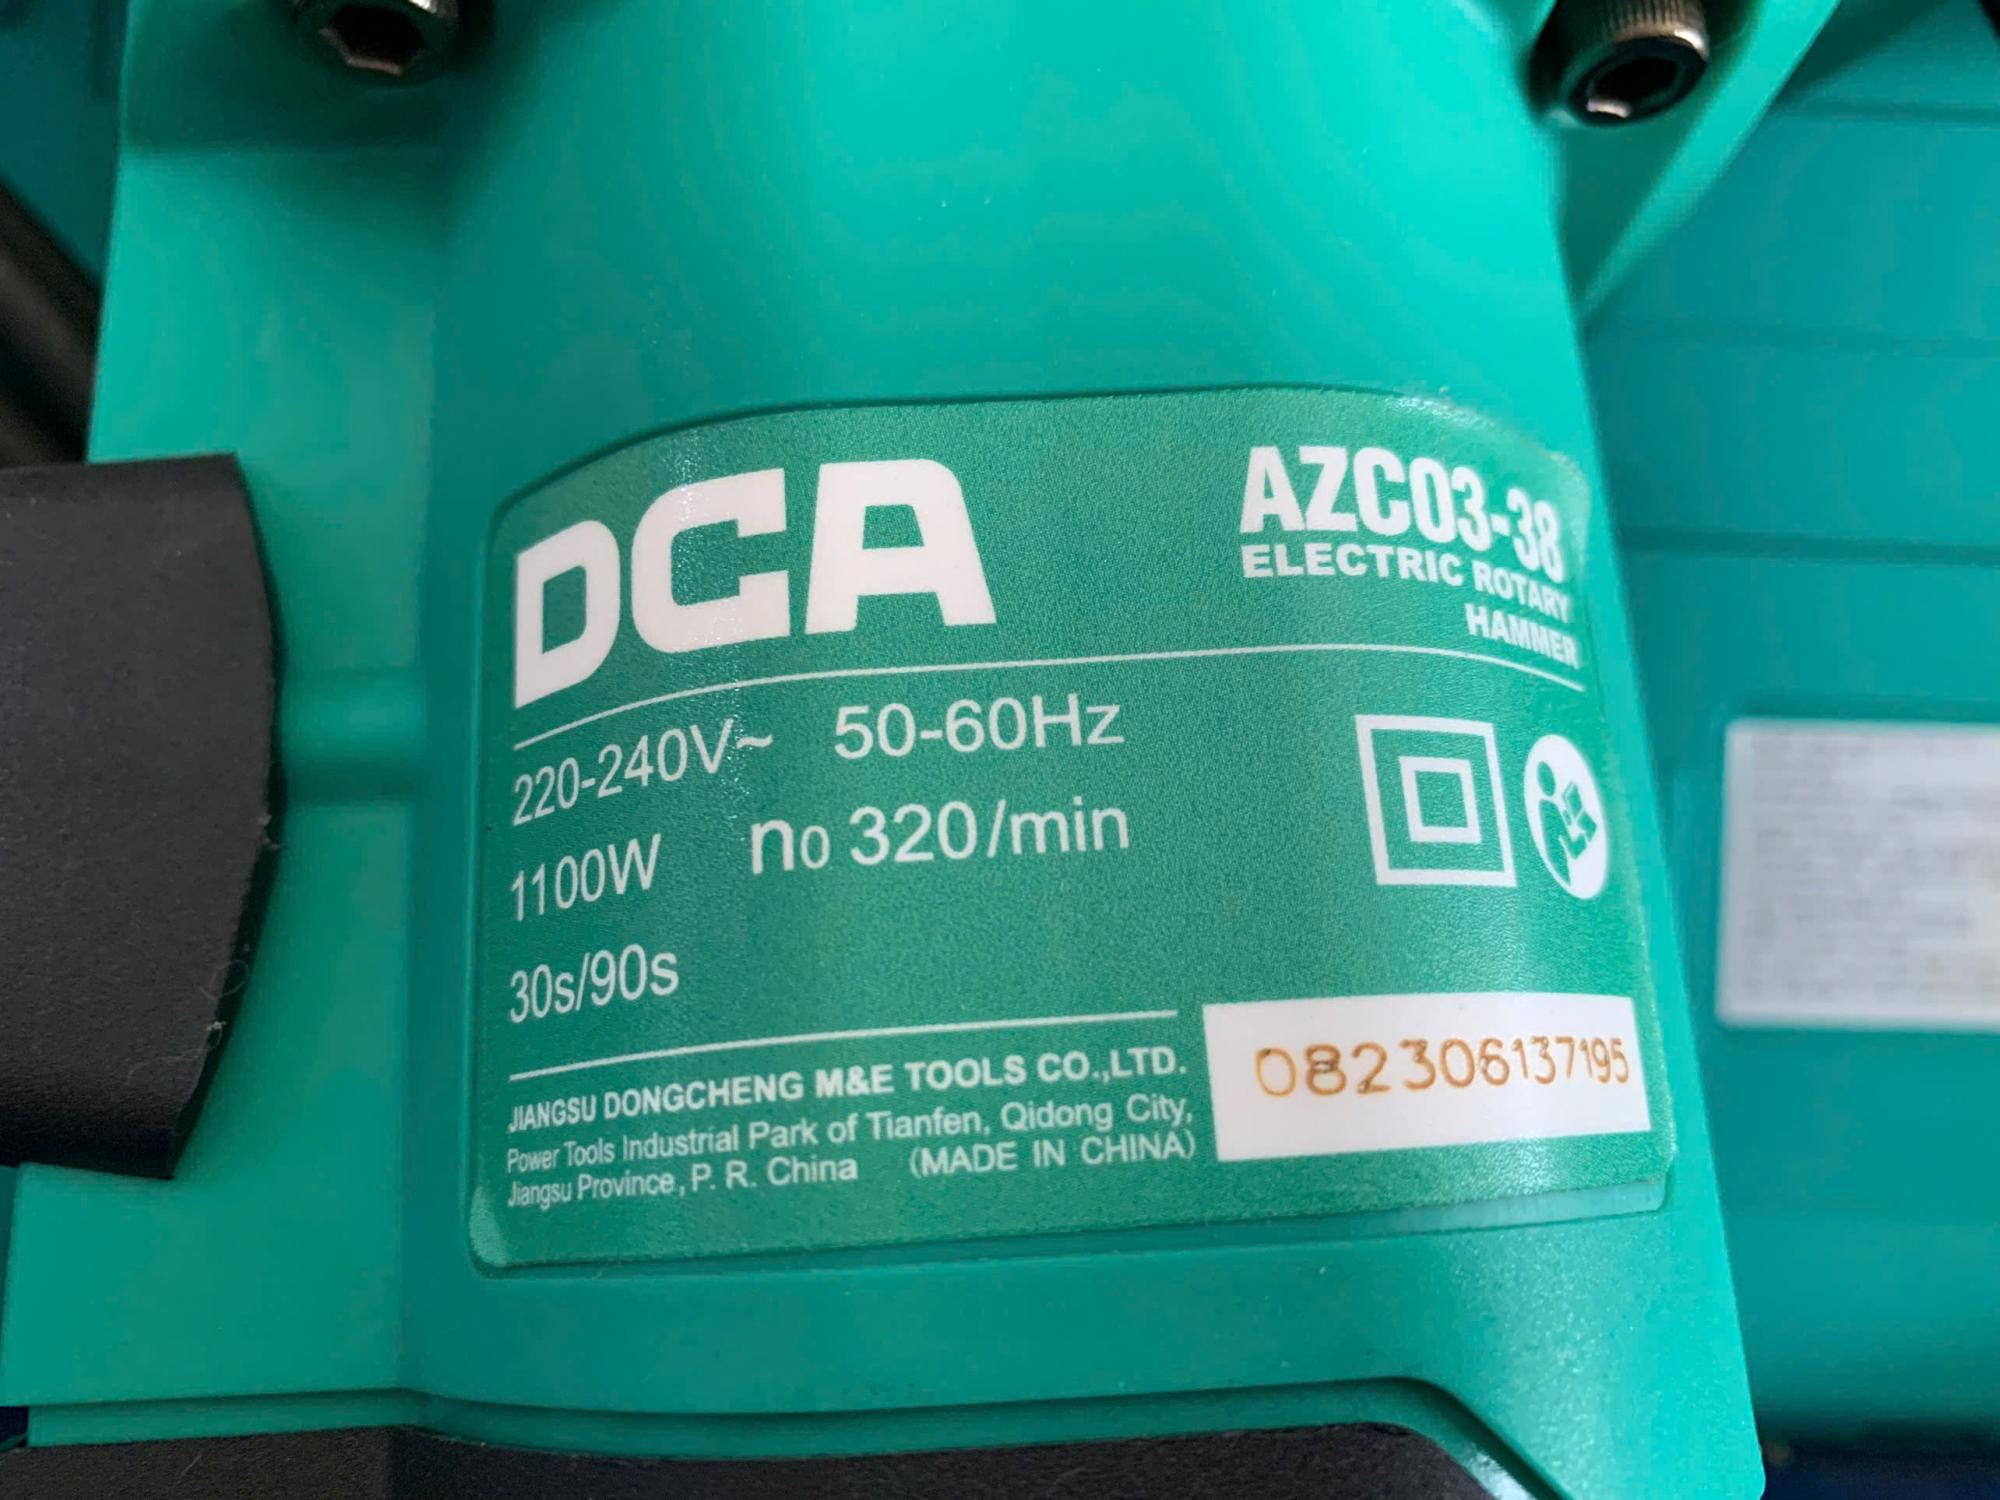 DCA
AZC03-38
ELECTRIC ROTARY
HAMMER
220-240V~ 50-60Hz
1100W n0 320/min
30s/90s
JIANGSU DONGCHENG M&E TOOLS CO.,LTD.
Power Tools Industrial Park of Tianfen, Qidong City,
Jiangsu Province, P. R. China (MADE IN CHINA)
082306137195